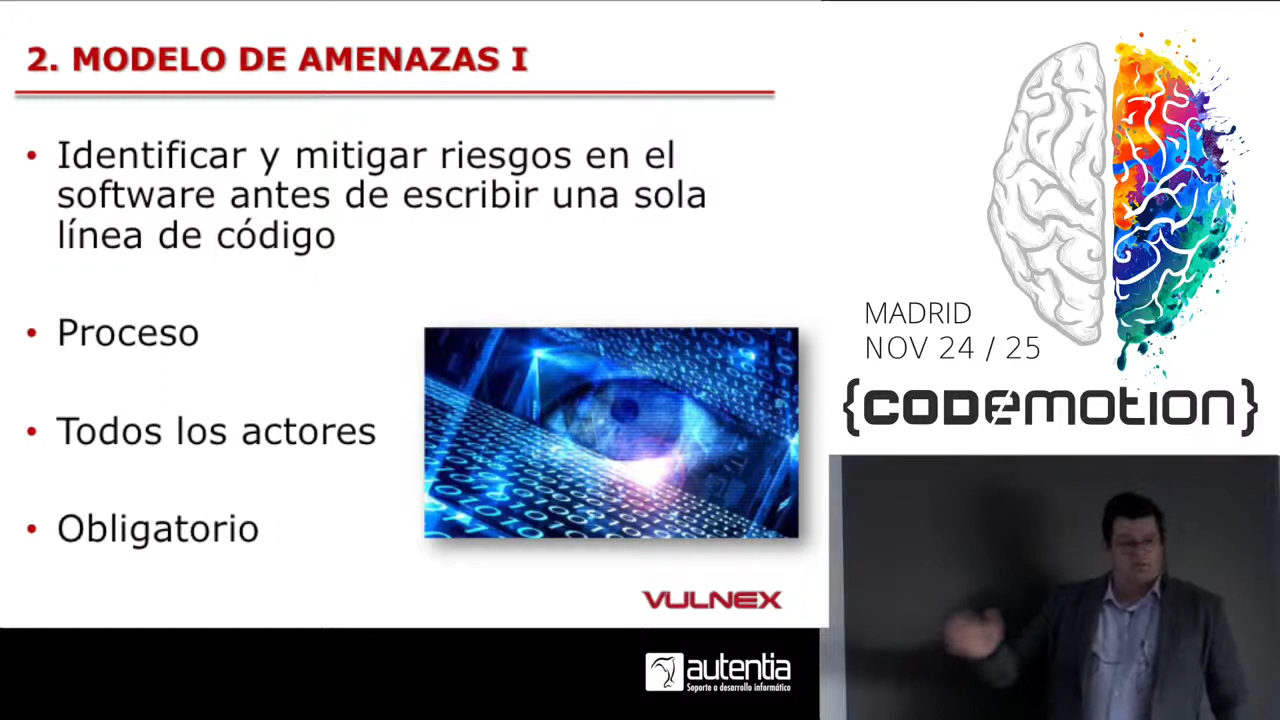 2. MODELO DE AMENAZAS I
• Identificar y mitigar riesgos en el
software antes de escribir una sola
línea de código
• Proceso
• Todos los actores
• Obligatorio
VULNEX
autentia
Soporte a desarrollo informático
MADRID
NOV 24 / 25
{CODEMOTION}